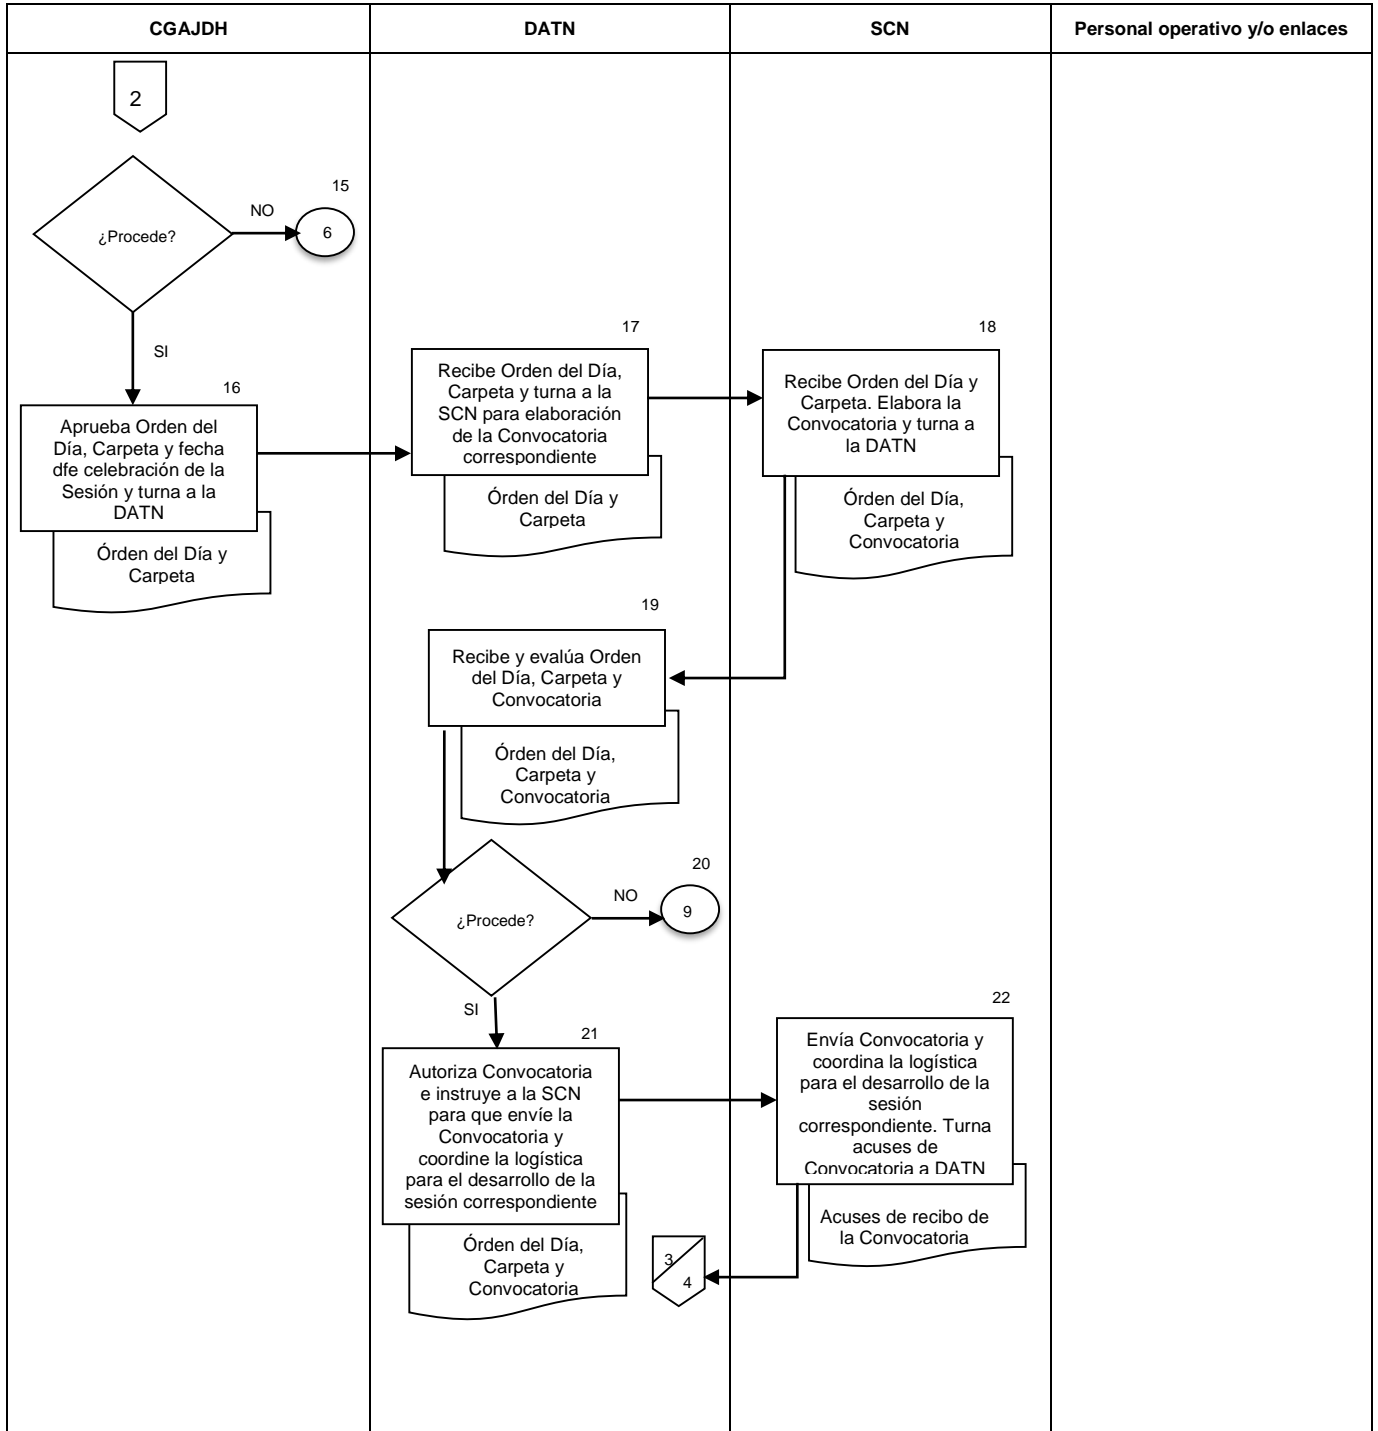 CGAJDH
DATN
SCN
Personal operativo y/o enlaces
2
15
¿Procede?
NO
6
SI
16
Aprueba Orden del
Día, Carpeta y fecha
dfe celebración de la
Sesión y turna a la
DATN
Órden del Día y
Carpeta
17
Recibe Orden del Día,
Carpeta y turna a la
SCN para elaboración
de la Convocatoria
correspondiente
Órden del Día y
Carpeta
18
Recibe Orden del Día y
Carpeta. Elabora la
Convocatoria y turna a
la DATN
Órden del Día,
Carpeta y
Convocatoria
19
Recibe y evalúa Orden
del Día, Carpeta y
Convocatoria
Órden del Día,
Carpeta y
Convocatoria
20
¿Procede?
NO
9
SI
21
Autoriza Convocatoria
e instruye a la SCN
para que envíe la
Convocatoria y
coordine la logística
para el desarrollo de la
sesión correspondiente
Órden del Día,
Carpeta y
Convocatoria
22
Envía Convocatoria y
coordina la logística
para el desarrollo de la
sesión
correspondiente. Turna
acuses de
Convocatoria a DATN
Acuses de recibo de
la Convocatoria
3
4